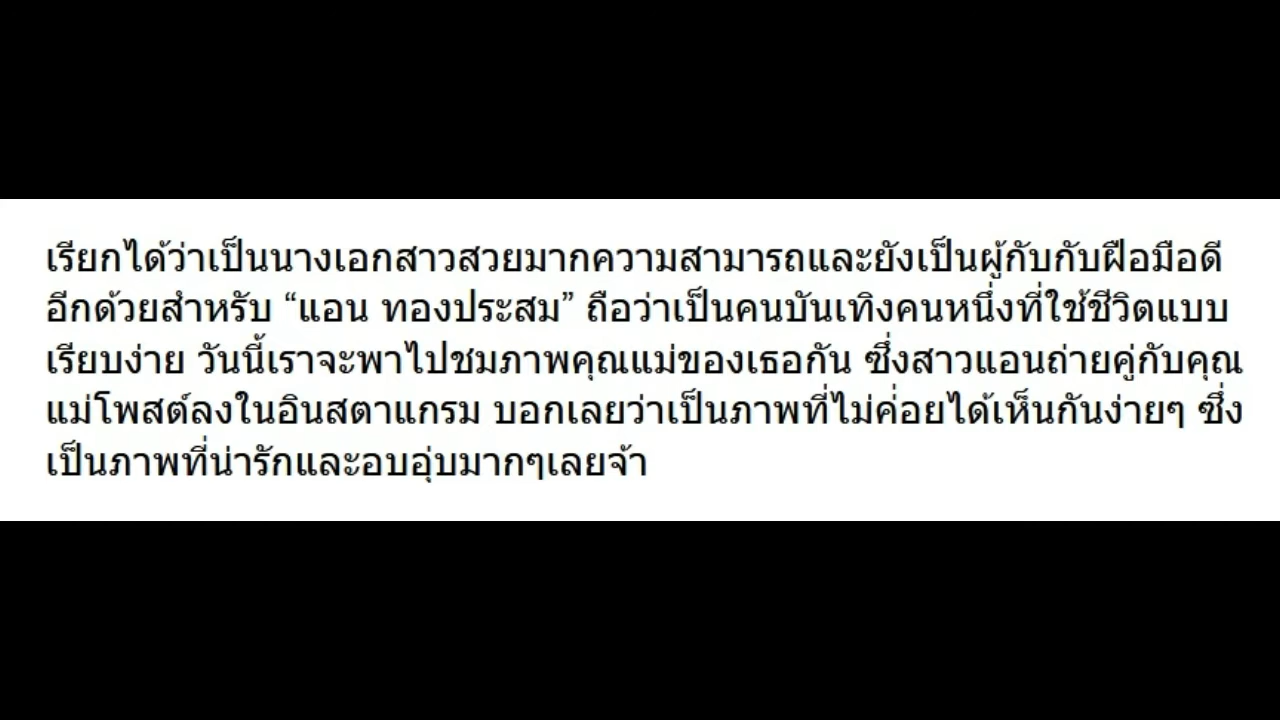 เรียกได้ว่าเป็นนางเอกสาวสวยมากความสามารถและยังเป็นผู้กับกับฝือมือดี
อีกด้วยสำหรับ “แอน ทองประสม” ถือว่าเป็นคนบันเทิงคนหนึ่งที่ใช้ชีวิตแบบ
เรียบง่าย วันนี้เราจะพาไปชมภาพคุณแม่ของเธอกัน ซึ่งสาวแอนถ่ายคู่กับคุณ
แม่โพสต์ลงในอินสตาแกรม บอกเลยว่าเป็นภาพที่ไม่ค่อยได้เห็นกันง่ายๆ ซึ่ง
เป็นภาพที่น่ารักและอบอุ่บมากๆเลยจ้า